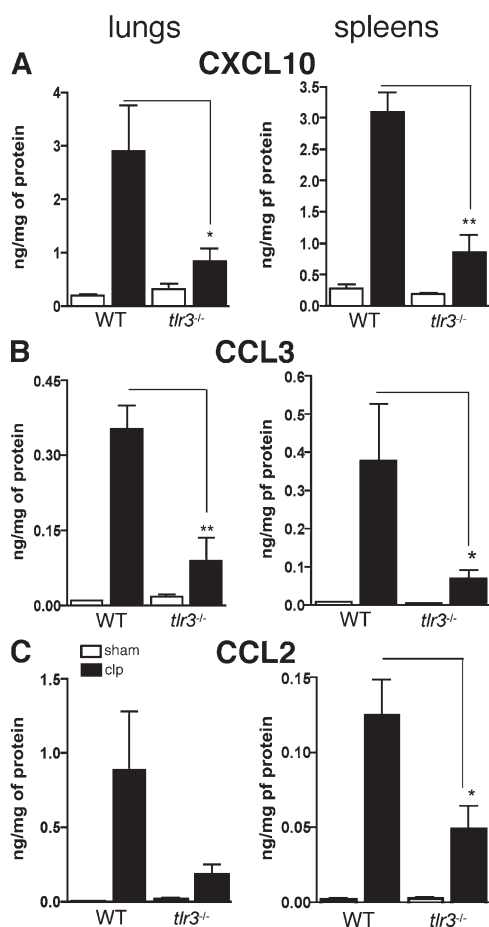 lungs spleens
A CXCL10
ng/mg of protein
4
3
2
1
0
*
WT tlr3-/-
ng/mg pf protein
3.5
3.0
2.5
2.0
1.5
1.0
0.5
0.0
**
WT tlr3-/-
B CCL3
ng/mg of protein
0.45
0.30
0.15
0.00
**
WT tlr3-/-
ng/mg pf protein
0.6
0.5
0.4
0.3
0.2
0.1
0.0
*
WT tlr3-/-
C CCL2
sham
clp
ng/mg of protein
1.5
1.0
0.5
0.0
WT tlr3-/-
ng/mg pf protein
0.15
0.10
0.05
0.00
*
WT tlr3-/-